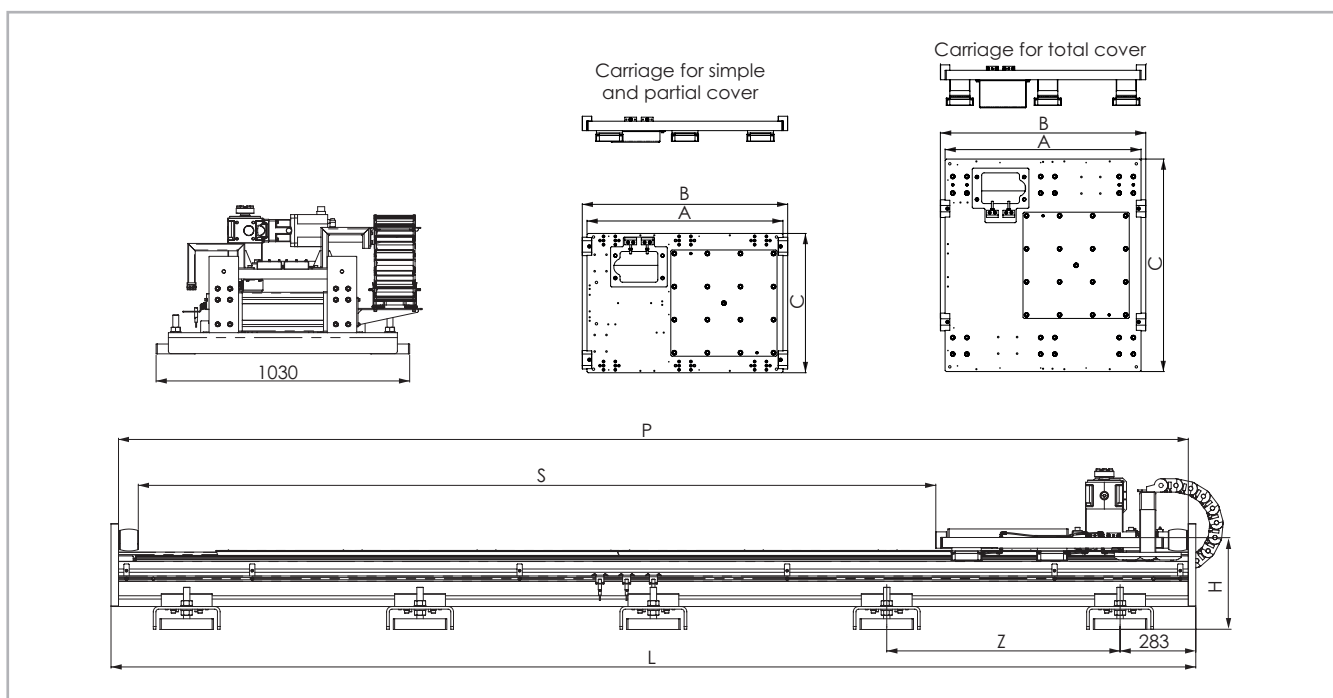 Carriage for total cover
Carriage for simple
and partial cover
B
A
C
B
A
C
1030
P
S
H
Z
283
L